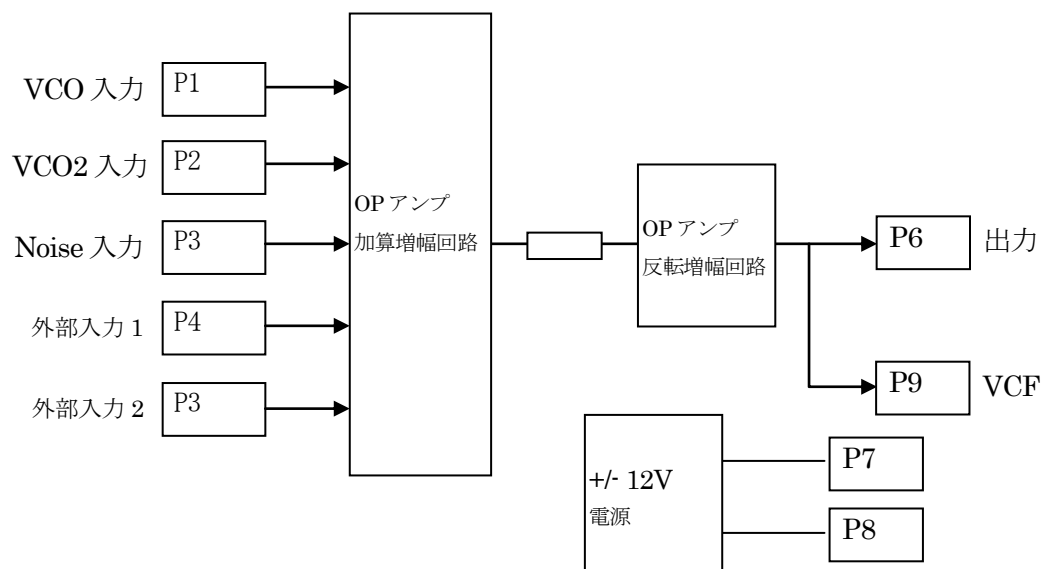 VCO 入力 P1
VCO2 入力 P2
Noise 入力 P3
外部入力 1 P4
外部入力 2 P3
OP アンプ
加算増幅回路
OP アンプ
反転増幅回路
P6 出力
P9 VCF
+/- 12V
電源
P7
P8